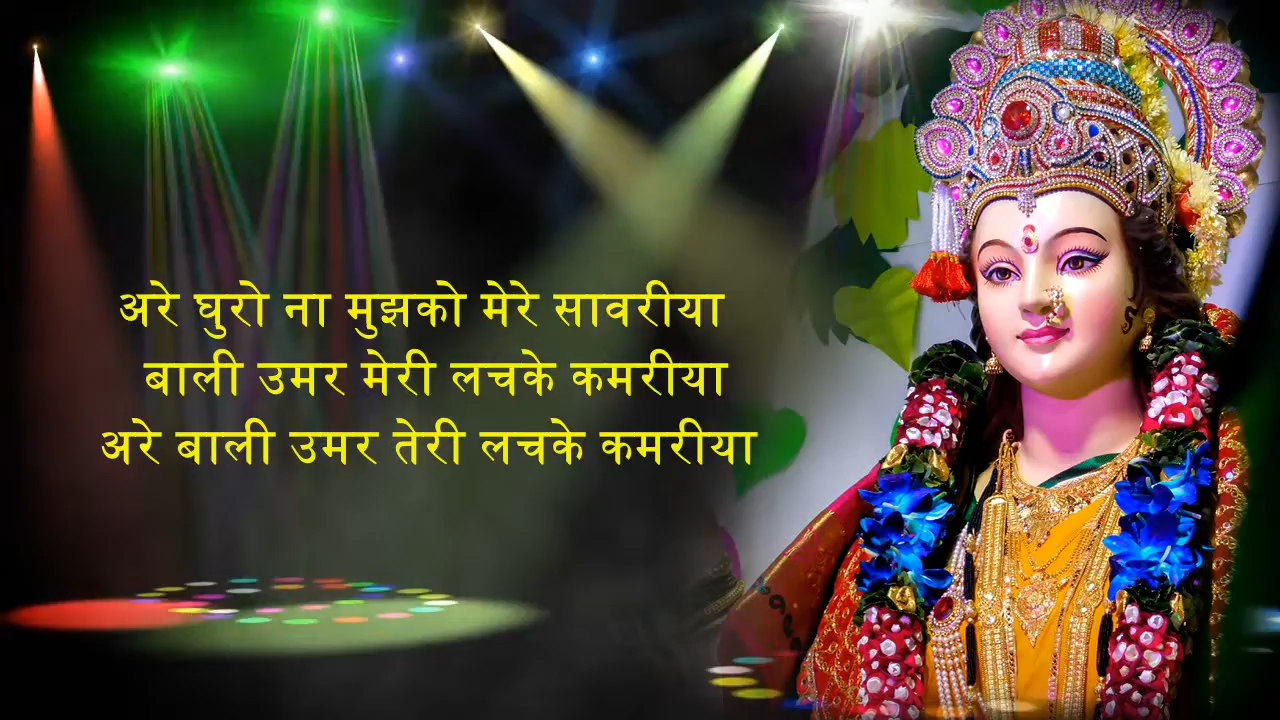 अरे घुरो ना मुझको मेरे सावरीया
बाली उमर मेरी लचके कमरीया
अरे बाली उमर तेरी लचके कमरीया